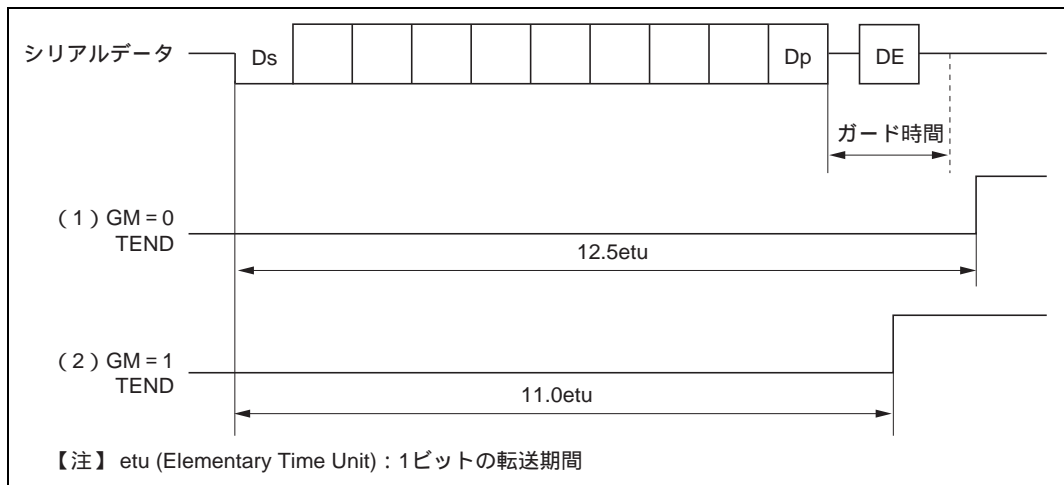 シリアルデータ
Ds
Dp
DE
ガード時間
(1) GM = 0
TEND
12.5etu
(2) GM = 1
TEND
11.0etu
【注】 etu (Elementary Time Unit) : 1ビットの転送期間